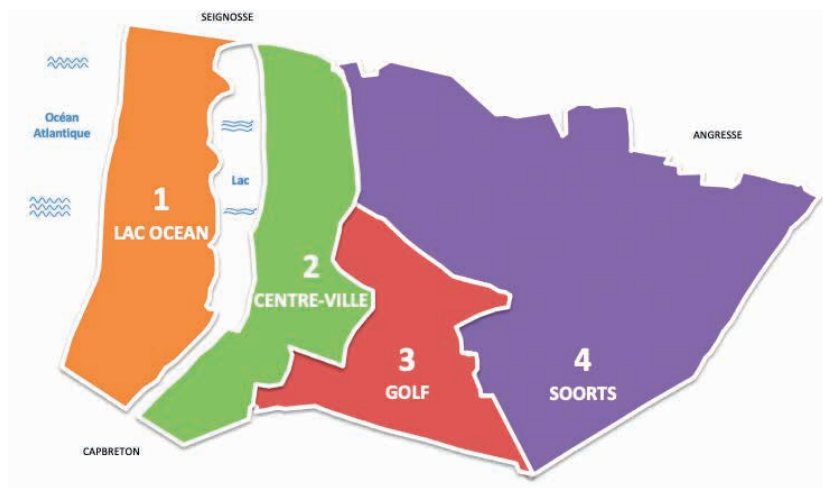 SEIGNOSSE
Océan
Atlantique
ANGRESSE
Lac
1
LAC OCEAN
2
CENTRE-VILLE
3
GOLF
4
SOORTS
CAPBRETON